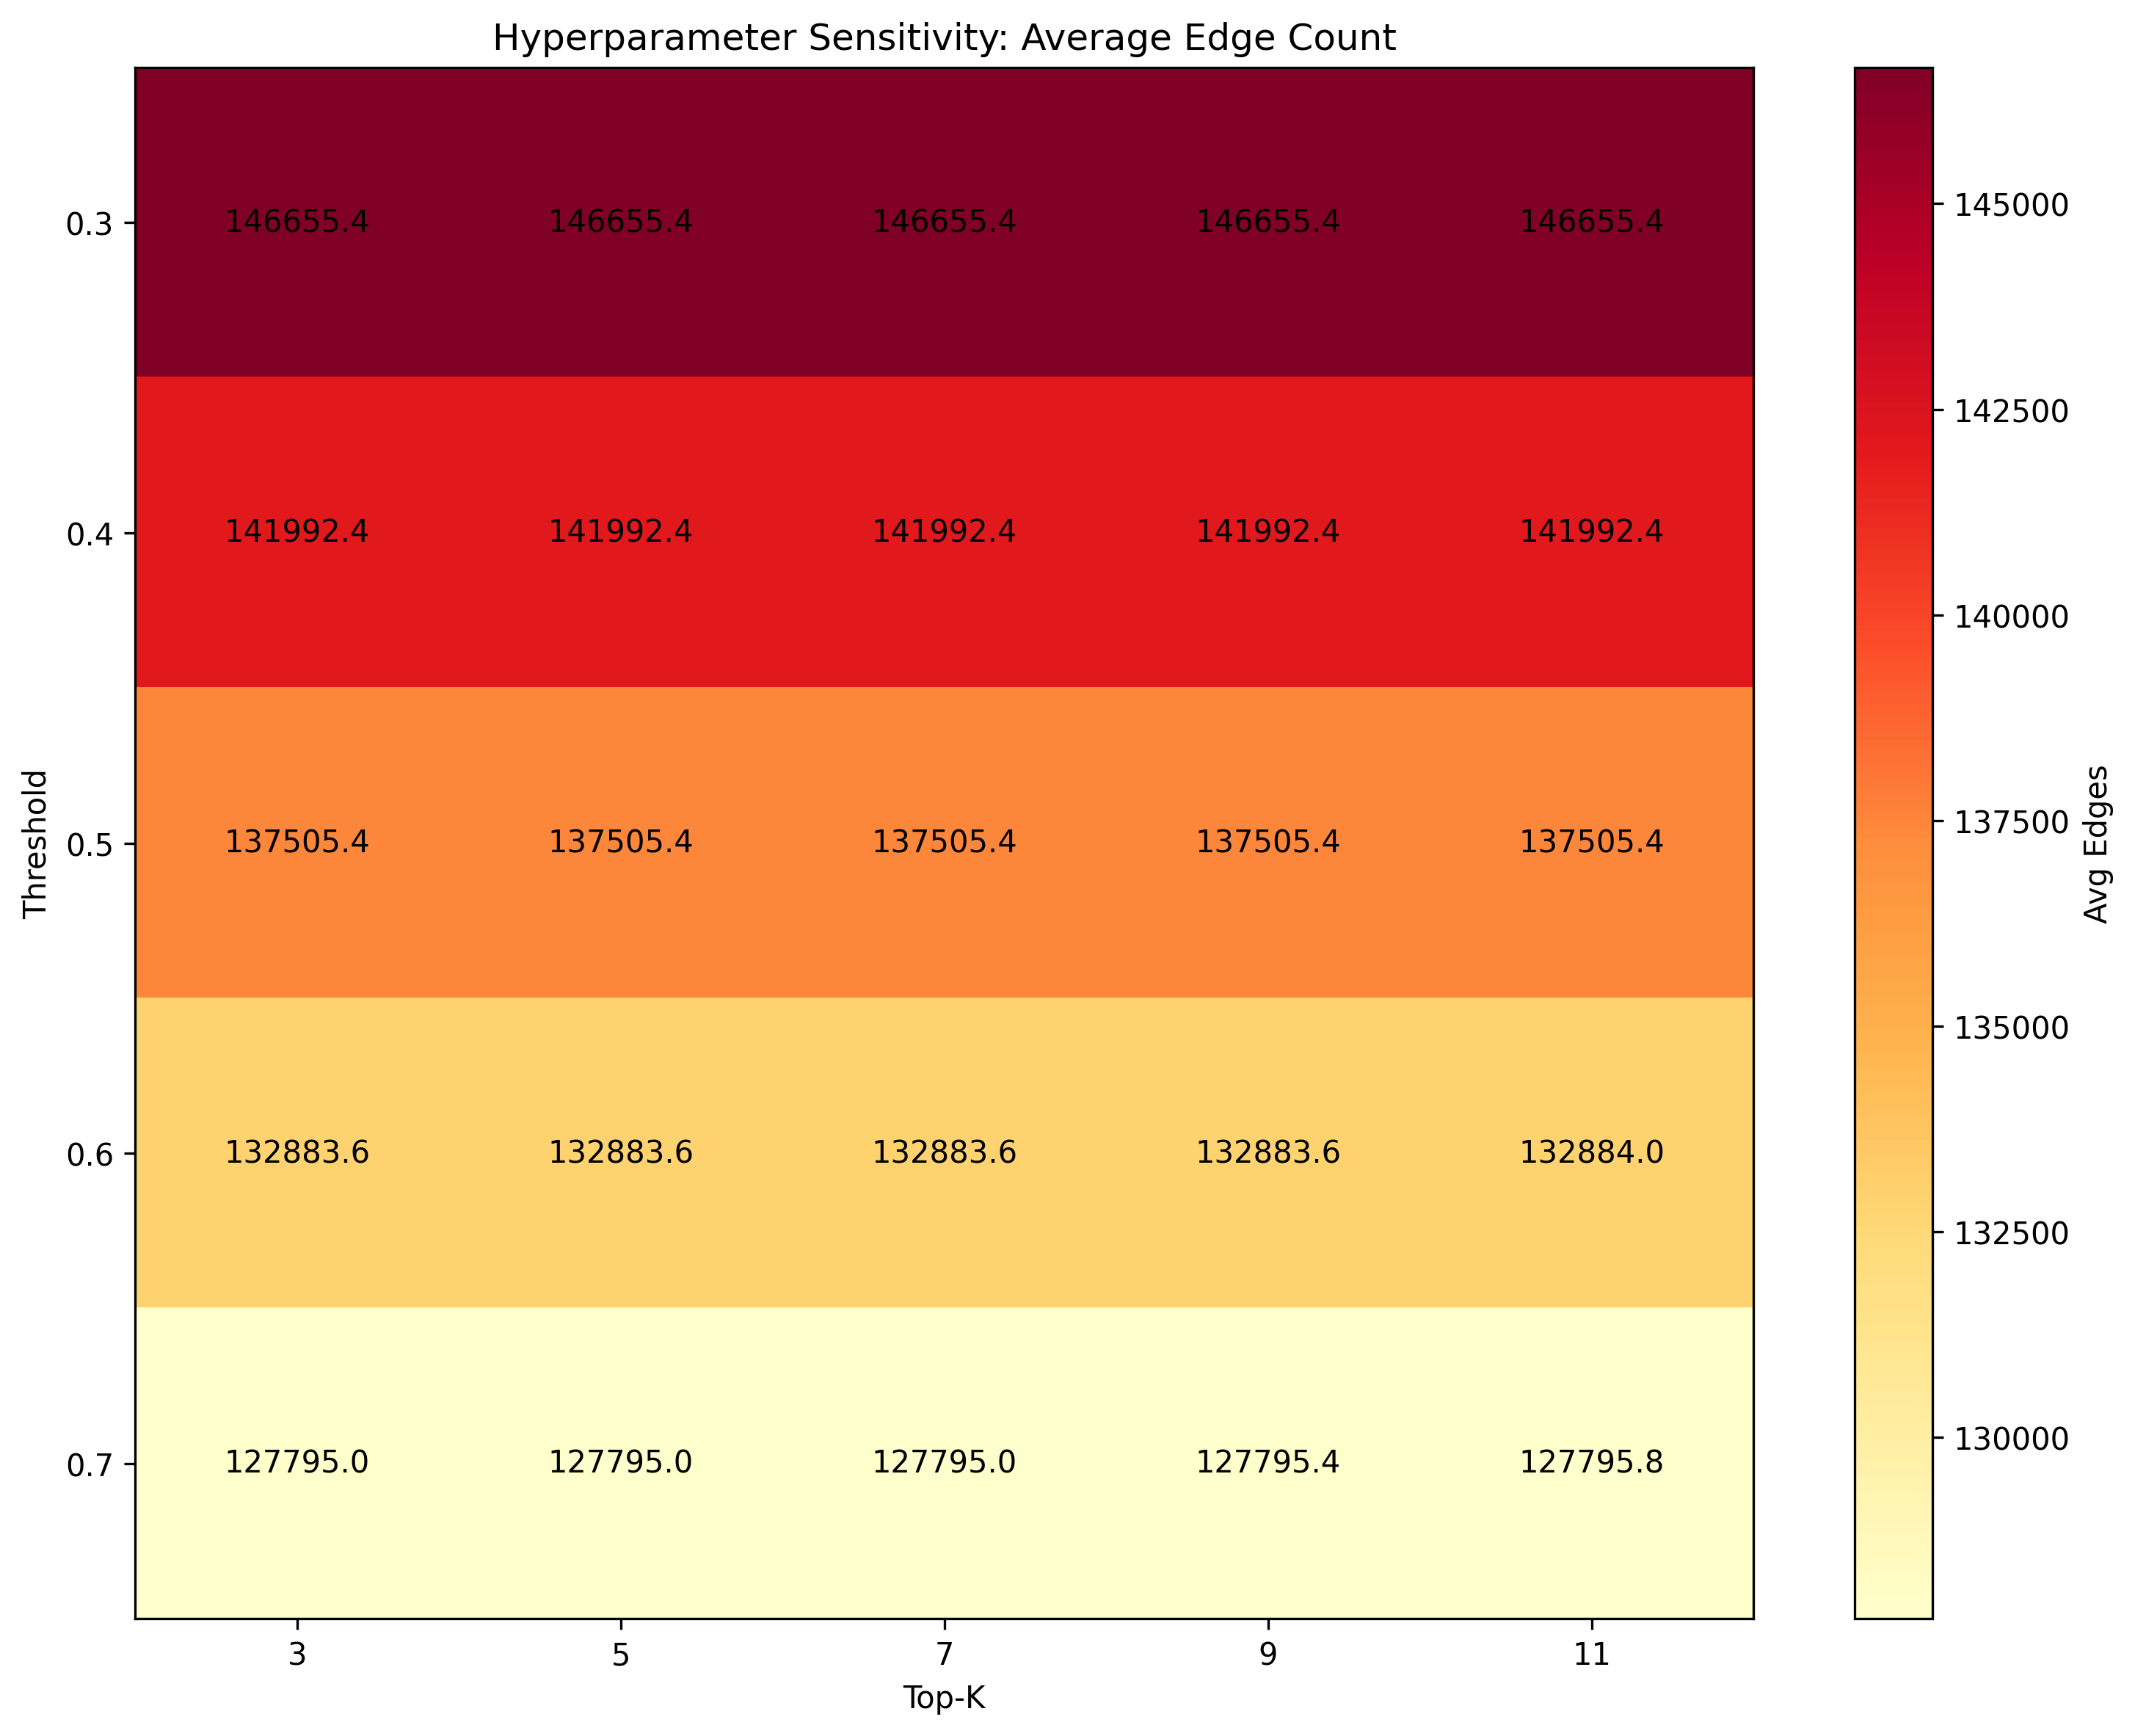 Hyperparameter Sensitivity: Average Edge Count
Threshold
0.3
146655.4 146655.4 146655.4 146655.4 146655.4
0.4
141992.4 141992.4 141992.4 141992.4 141992.4
0.5
137505.4 137505.4 137505.4 137505.4 137505.4
0.6
132883.6 132883.6 132883.6 132883.6 132884.0
0.7
127795.0 127795.0 127795.0 127795.4 127795.8
3 5 7 9 11
Top-K
145000
142500
140000
137500
135000
132500
130000
Avg Edges